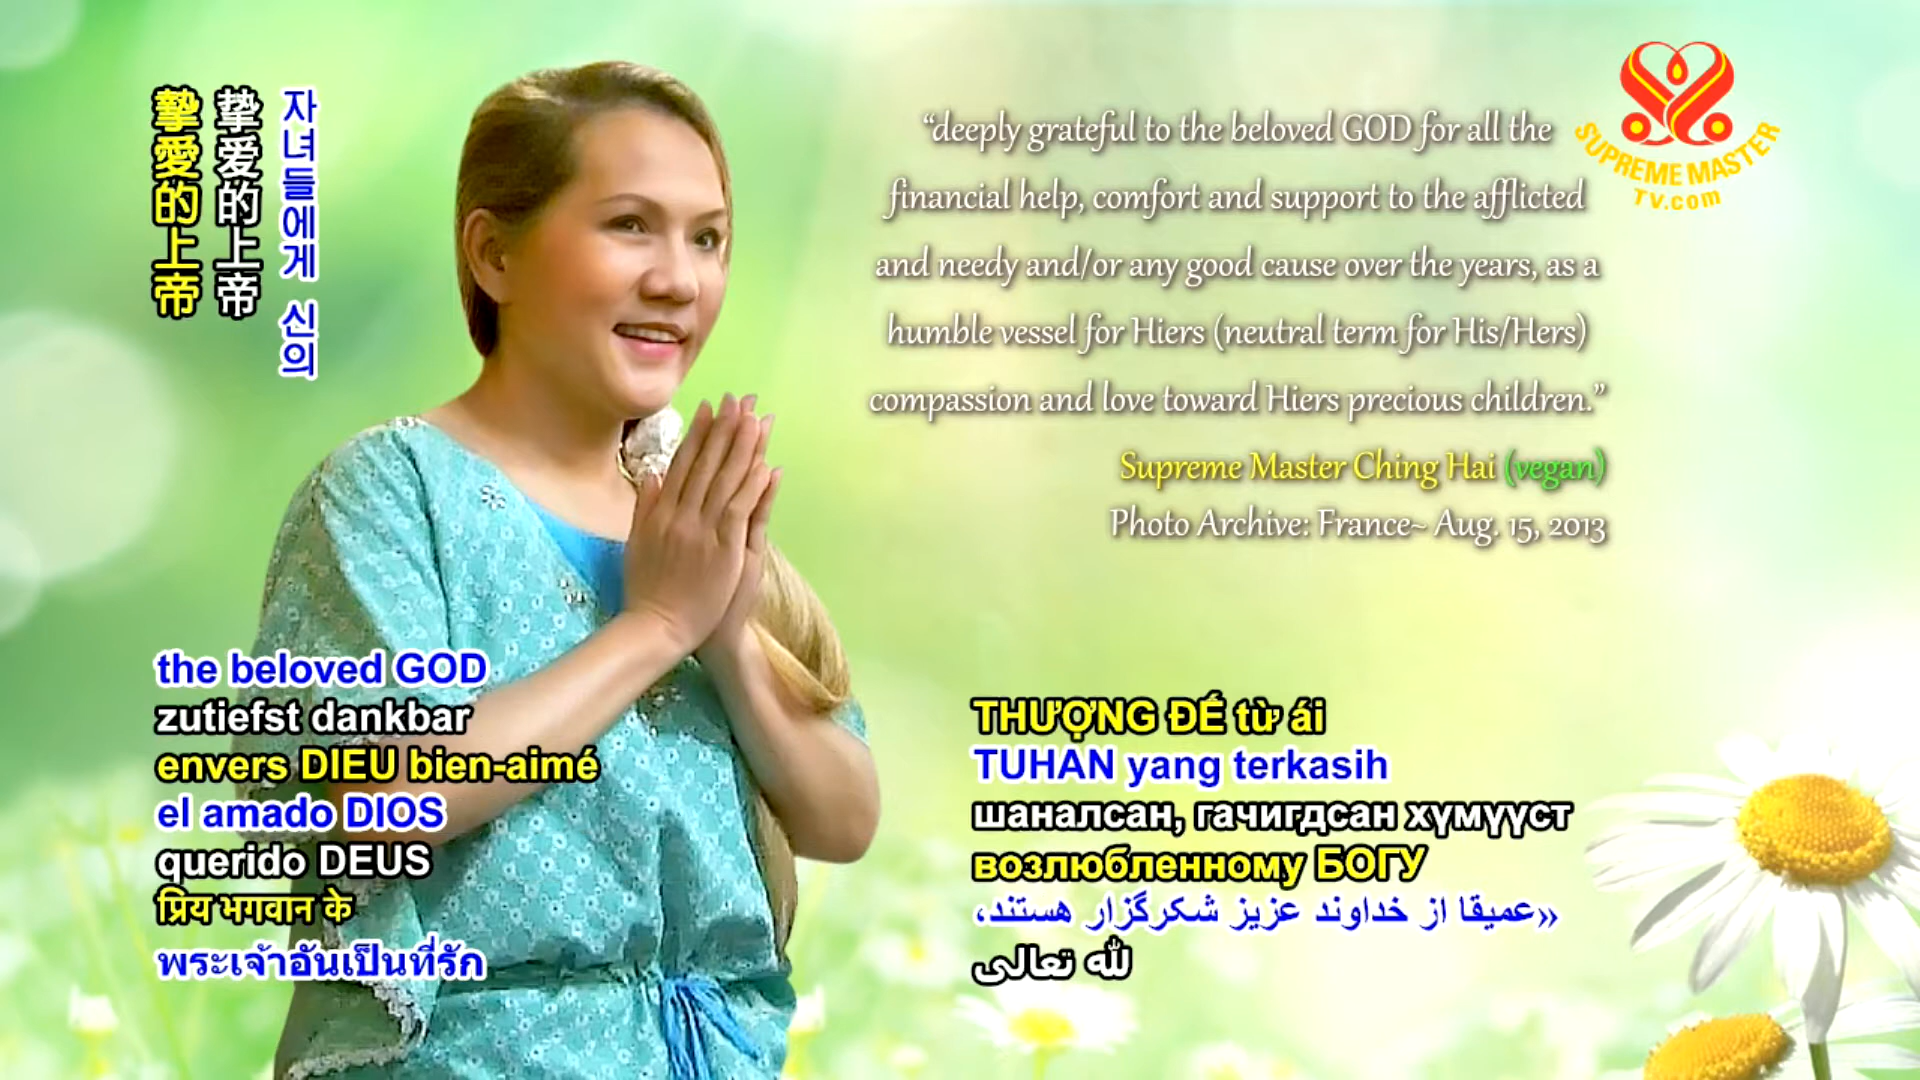 摯愛的上帝
挚爱的上帝
자녀들에게 신의
“deeply grateful to the beloved GOD for all the
financial help, comfort and support to the afflicted
and needy and/or any good cause over the years, as a
humble vessel for Hiers (neutral term for His/Hers)
compassion and love toward Hiers precious children.”
Supreme Master Ching Hai (vegan)
Photo Archive: France~ Aug. 15, 2013
SUPREME MASTER
TV.com
the beloved GOD
zutiefst dankbar
envers DIEU bien-aimé
el amado DIOS
querido DEUS
प्रिय भगवान के
พระเจ้าอันเป็นที่รัก
THƯỢNG ĐẾ từ ái
TUHAN yang terkasih
шаналсан, гачигдсан хүмүүст
возлюбленному БОГУ
«عمیقا از خداوند عزیز شکرگزار هستند،
لله تعالى